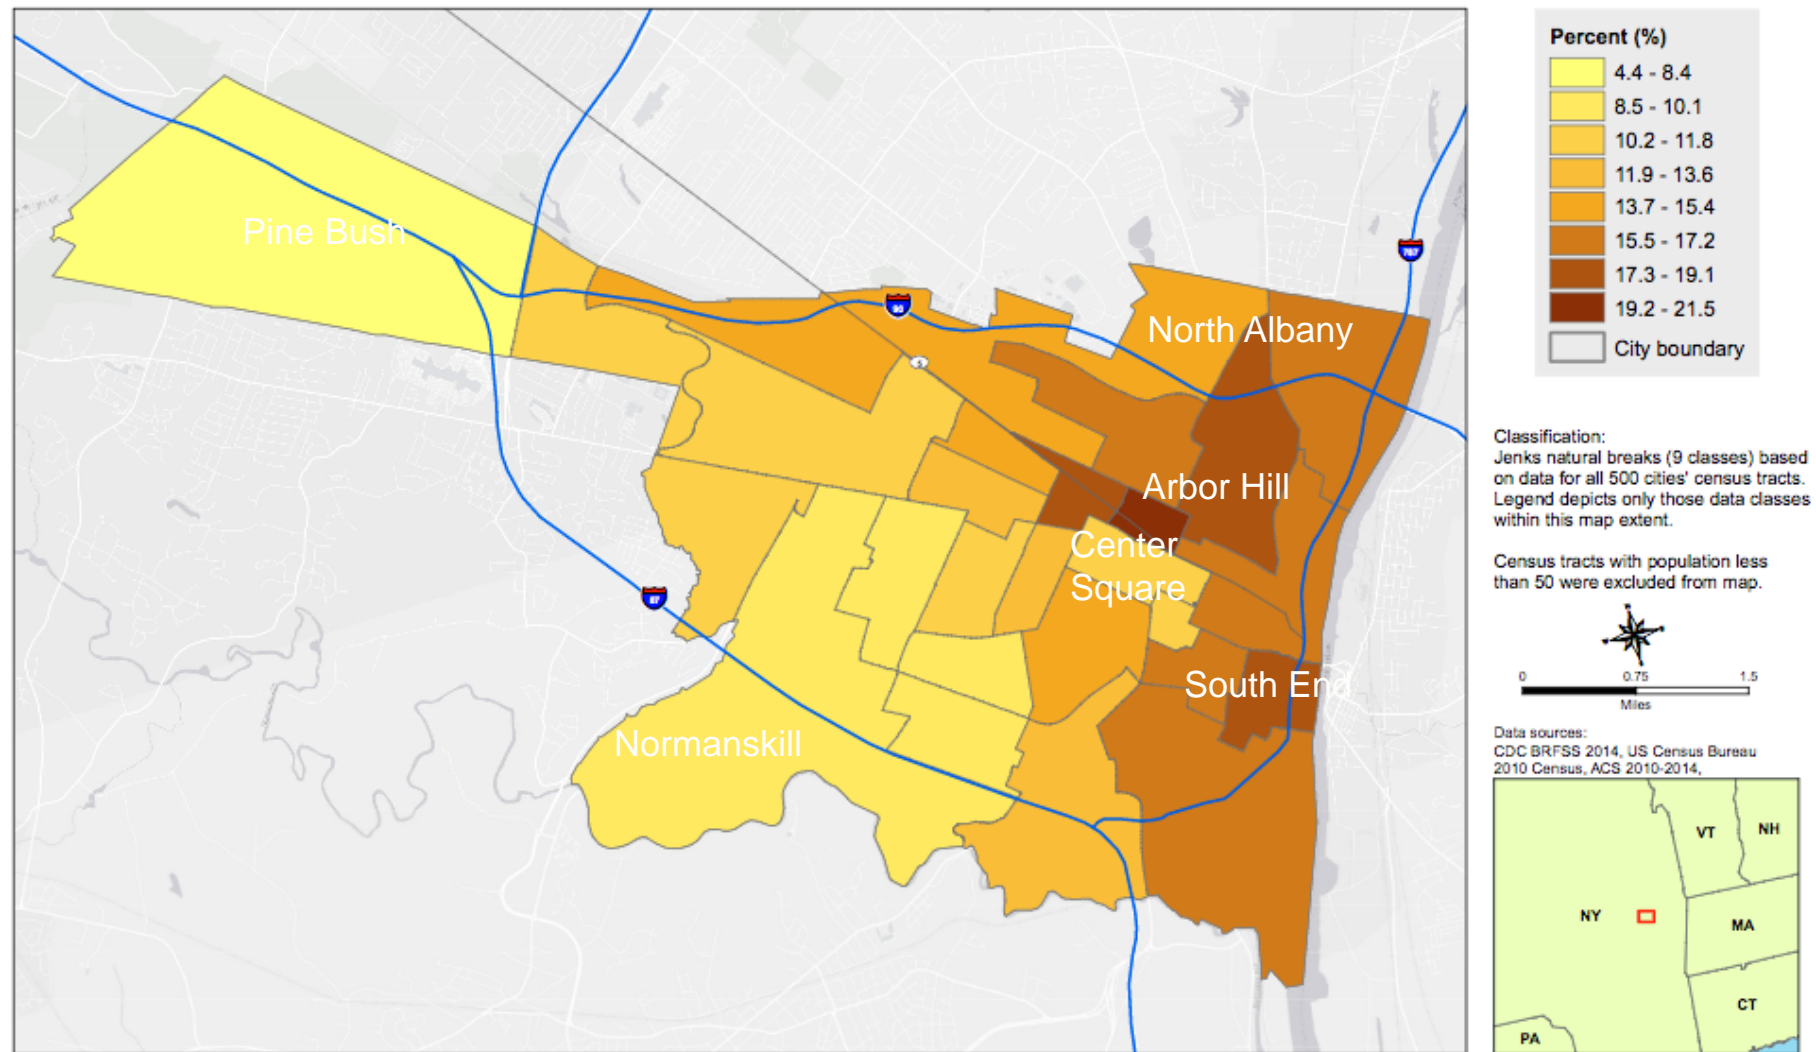 Pine Bush
North Albany
Arbor Hill
Center
Square
South End
Normanskill
90
787
87
5
Percent (%)
4.4 - 8.4
8.5 - 10.1
10.2 - 11.8
11.9 - 13.6
13.7 - 15.4
15.5 - 17.2
17.3 - 19.1
19.2 - 21.5
City boundary
Classification:
Jenks natural breaks (9 classes) based
on data for all 500 cities' census tracts.
Legend depicts only those data classes
within this map extent.
Census tracts with population less
than 50 were excluded from map.
0 0.75 1.5
Miles
Data sources:
CDC BRFSS 2014, US Census Bureau
2010 Census, ACS 2010-2014,
VT
NH
NY
MA
CT
PA